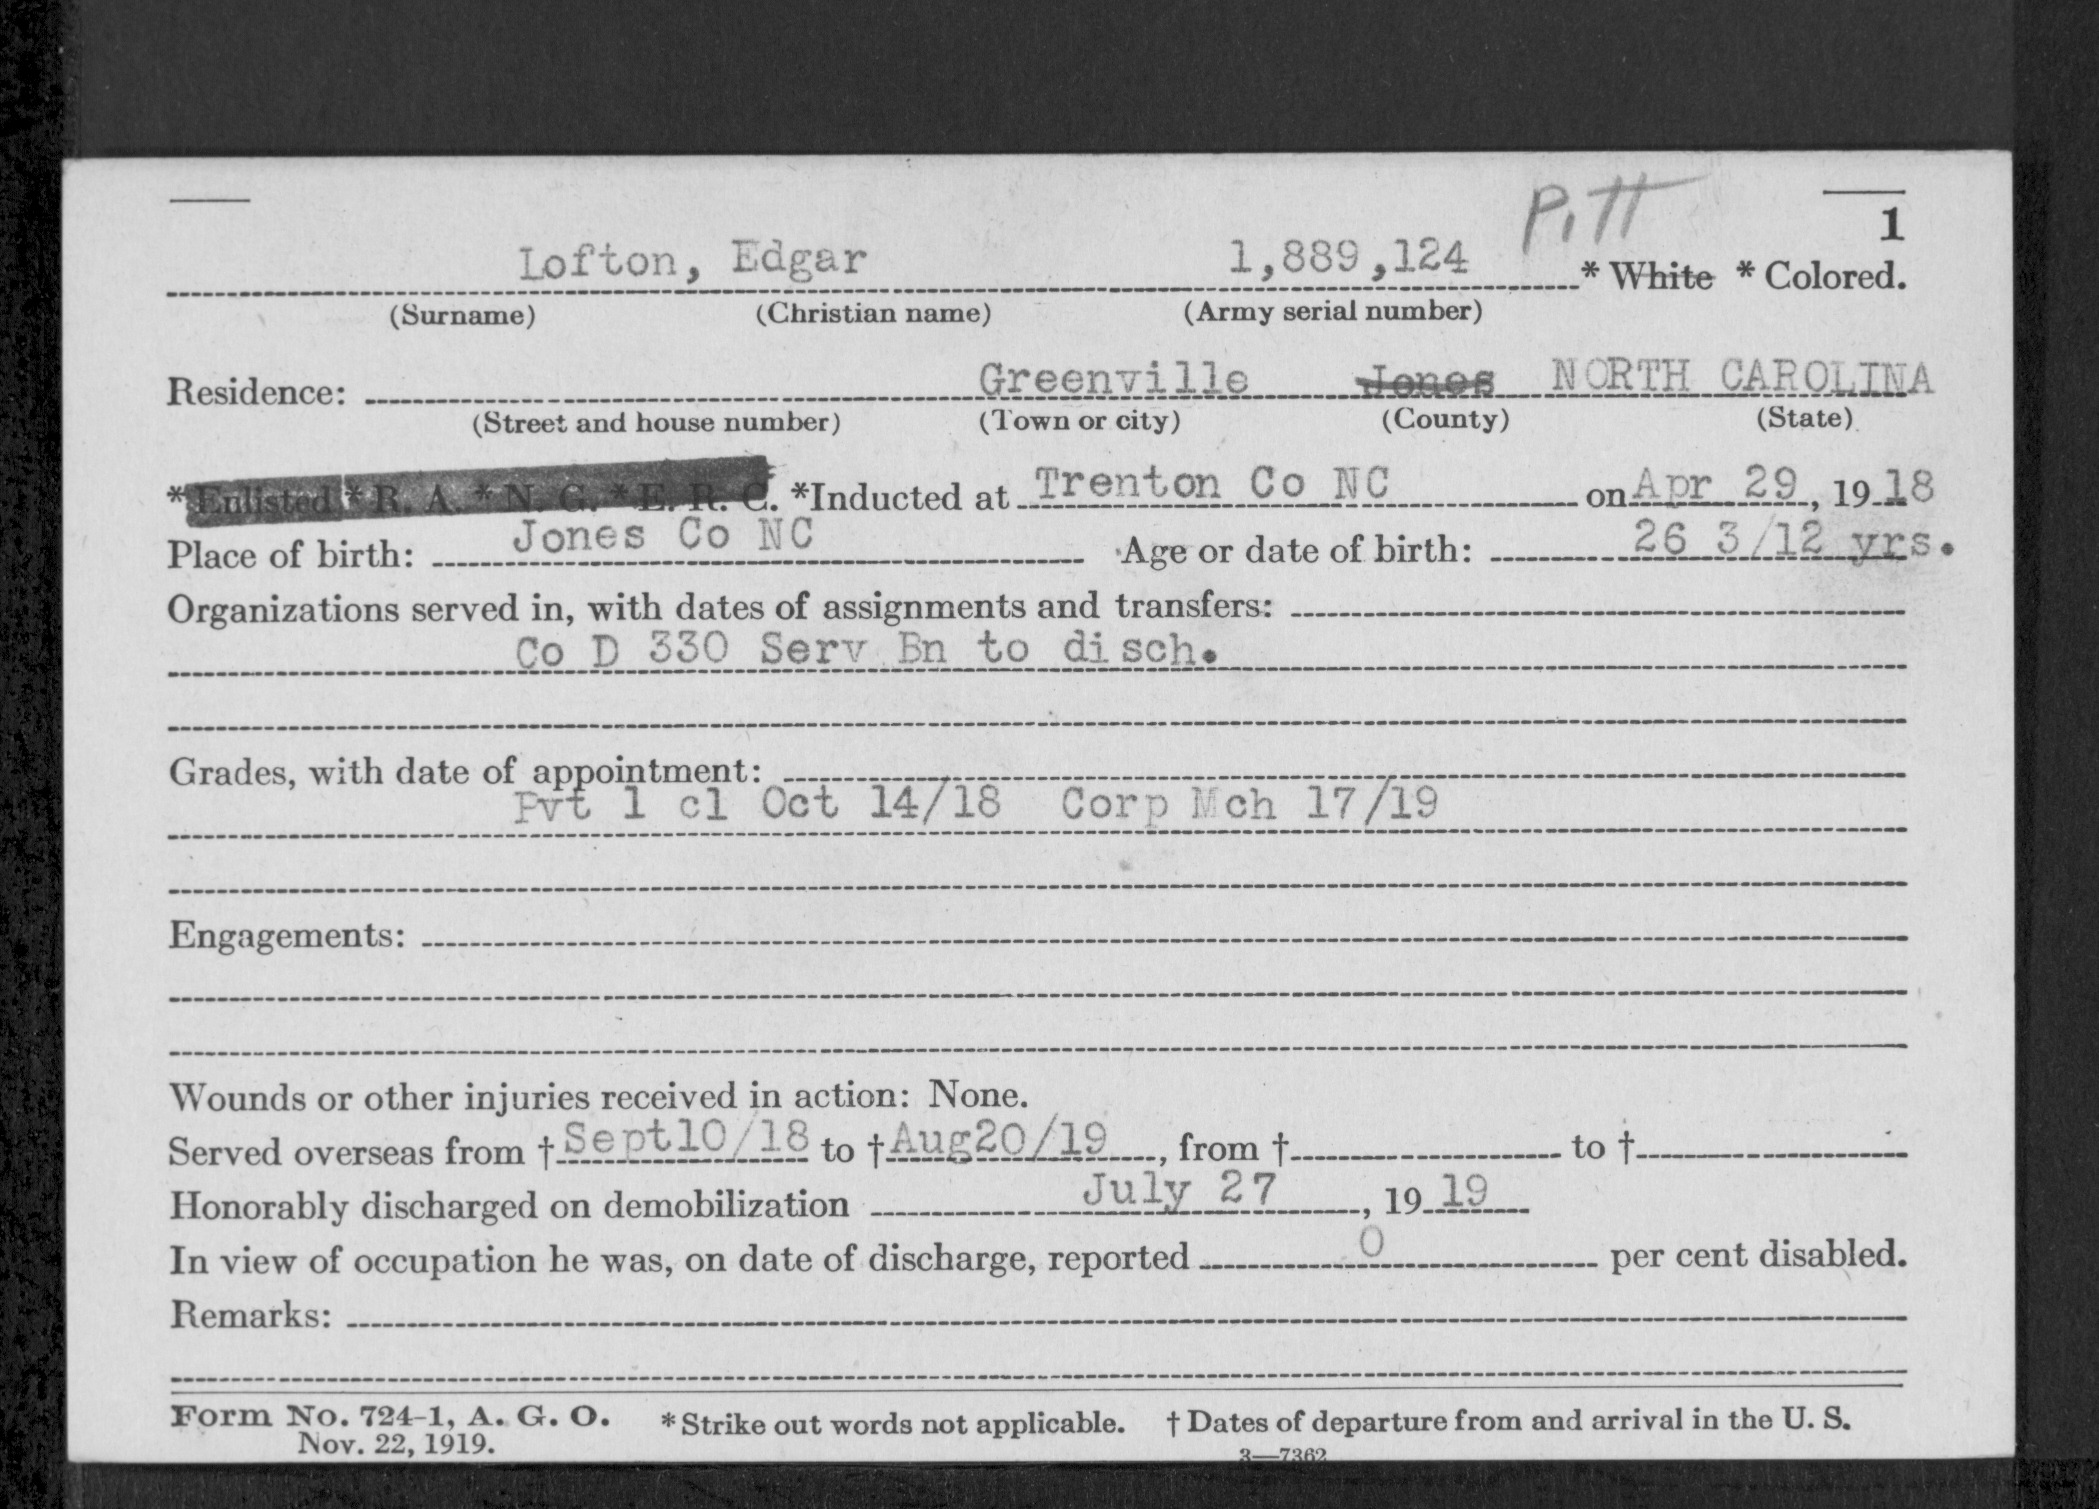 Pitt
1
Lofton, Edgar 1,889,124 * White * Colored.
(Surname) (Christian name) (Army serial number)
Residence: Greenville Jones NORTH CAROLINA
(Street and house number) (Town or city) (County) (State)
*Enlisted *R. A. *N. G. *E. R. C. *Inducted at Trenton Co NC on Apr 29, 19 18
Place of birth: Jones Co NC Age or date of birth: 26 3/12 yrs.
Organizations served in, with dates of assignments and transfers:
Co D 330 Serv Bn to disch.
Grades, with date of appointment:
Pvt 1 cl Oct 14/18 Corp Mch 17/19
Engagements:
Wounds or other injuries received in action: None.
Served overseas from † Sept10/18 to † Aug20/19, from † to †
Honorably discharged on demobilization July 27, 19 19
In view of occupation he was, on date of discharge, reported 0 per cent disabled.
Remarks:
Form No. 724-1, A. G. O. * Strike out words not applicable. † Dates of departure from and arrival in the U. S.
Nov. 22, 1919. 3—7362